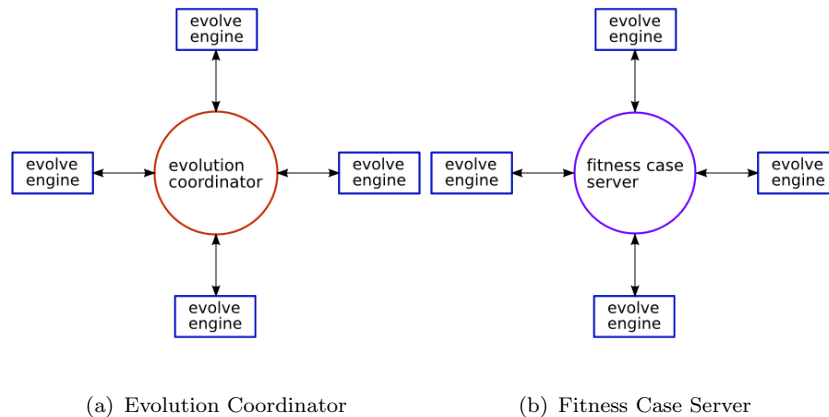 evolve
engine
evolve
engine
evolution
coordinator
evolve
engine
evolve
engine
(a) Evolution Coordinator
evolve
engine
evolve
engine
fitness case
server
evolve
engine
evolve
engine
(b) Fitness Case Server